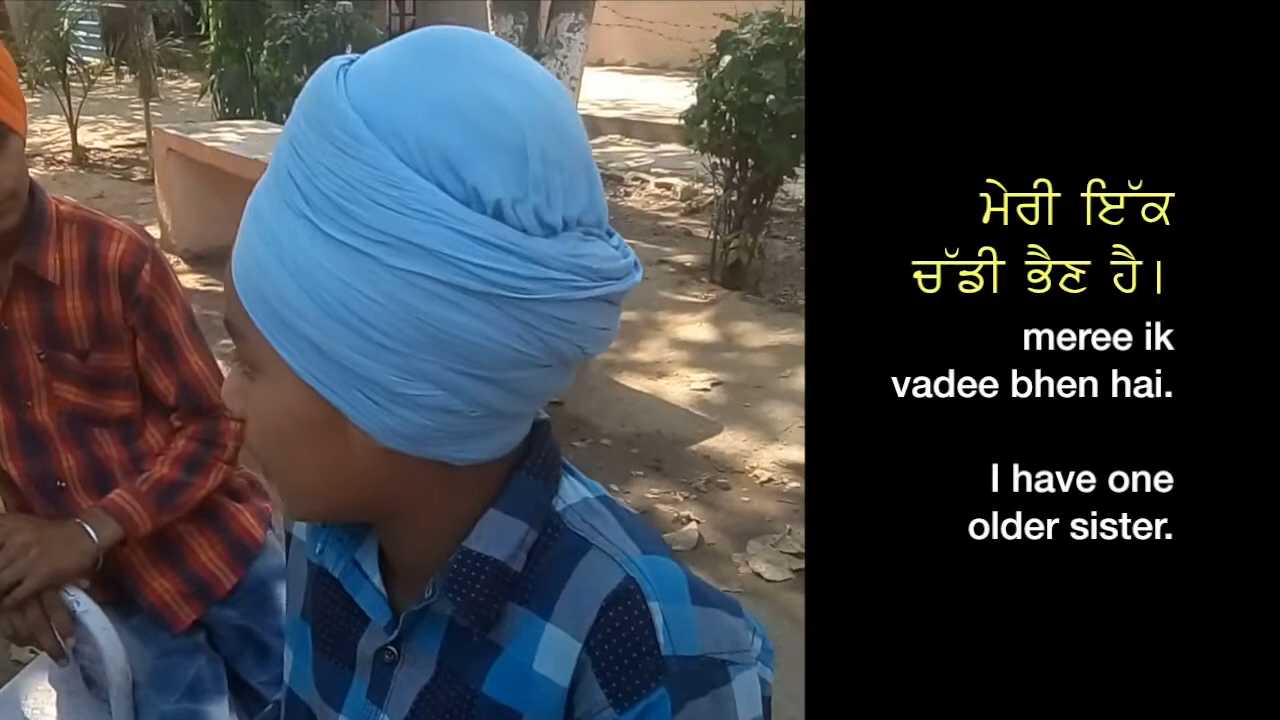 ਮੇਰੀ ਇੱਕ
ਚੱਡੀ ਭੈਣ ਹੈ।
meree ik
vadee bhen hai.
I have one
older sister.